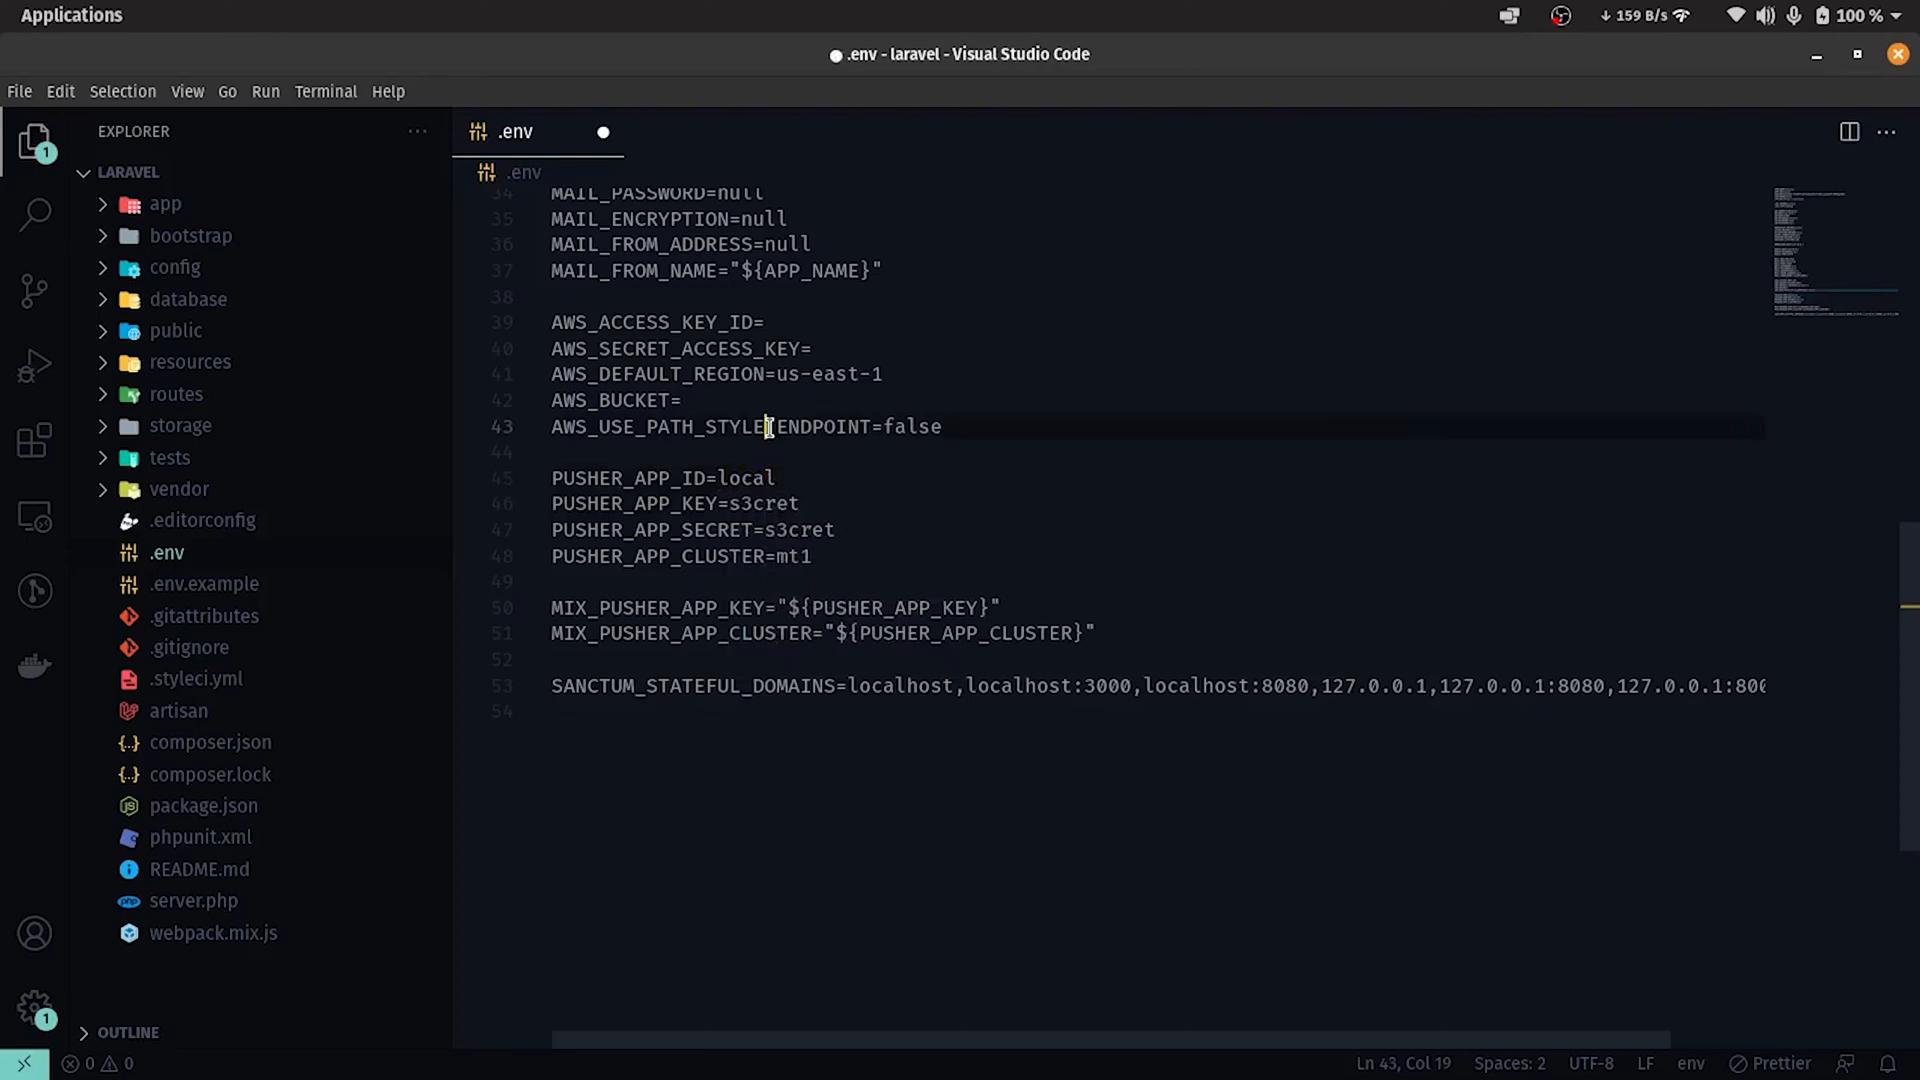 Applications
↓ 159 B/s
100 %
● .env - laravel - Visual Studio Code
File Edit Selection View Go Run Terminal Help
EXPLORER
LARAVEL
app
bootstrap
config
database
public
resources
routes
storage
tests
vendor
.editorconfig
.env
.env.example
.gitattributes
.gitignore
.styleci.yml
artisan
composer.json
composer.lock
package.json
phpunit.xml
README.md
server.php
webpack.mix.js
OUTLINE
1
1
.env
.env
34 MAIL_PASSWORD=null
35 MAIL_ENCRYPTION=null
36 MAIL_FROM_ADDRESS=null
37 MAIL_FROM_NAME="${APP_NAME}"
38
39 AWS_ACCESS_KEY_ID=
40 AWS_SECRET_ACCESS_KEY=
41 AWS_DEFAULT_REGION=us-east-1
42 AWS_BUCKET=
43 AWS_USE_PATH_STYLE_ENDPOINT=false
44
45 PUSHER_APP_ID=local
46 PUSHER_APP_KEY=s3cret
47 PUSHER_APP_SECRET=s3cret
48 PUSHER_APP_CLUSTER=mt1
49
50 MIX_PUSHER_APP_KEY="${PUSHER_APP_KEY}"
51 MIX_PUSHER_APP_CLUSTER="${PUSHER_APP_CLUSTER}"
52
53 SANCTUM_STATEFUL_DOMAINS=localhost,localhost:3000,localhost:8080,127.0.0.1,127.0.0.1:8080,127.0.0.1:800
54
0 0
Ln 43, Col 19 Spaces: 2 UTF-8 LF env Prettier